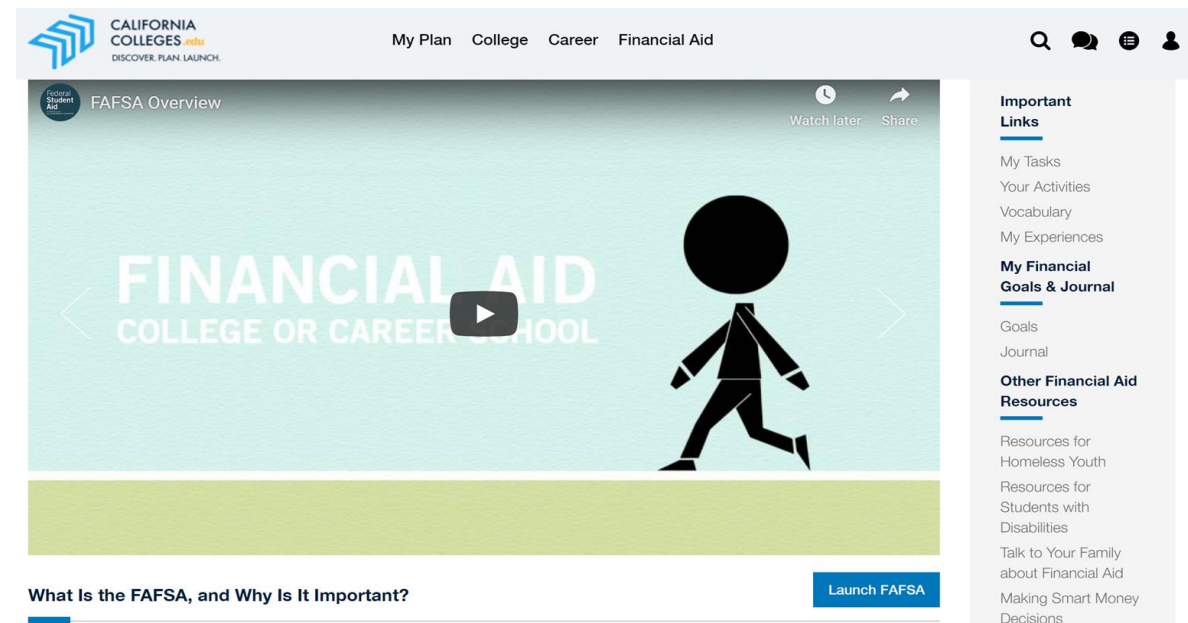 CALIFORNIA
COLLEGES.edu
DISCOVER. PLAN. LAUNCH.
My Plan College Career Financial Aid
Federal
Student
Aid
FAFSA Overview
Watch later Share
FINANCIAL AID
COLLEGE OR CAREER SCHOOL
What Is the FAFSA, and Why Is It Important?
Launch FAFSA
Important
Links
My Tasks
Your Activities
Vocabulary
My Experiences
My Financial
Goals & Journal
Goals
Journal
Other Financial Aid
Resources
Resources for
Homeless Youth
Resources for
Students with
Disabilities
Talk to Your Family
about Financial Aid
Making Smart Money
Decisions